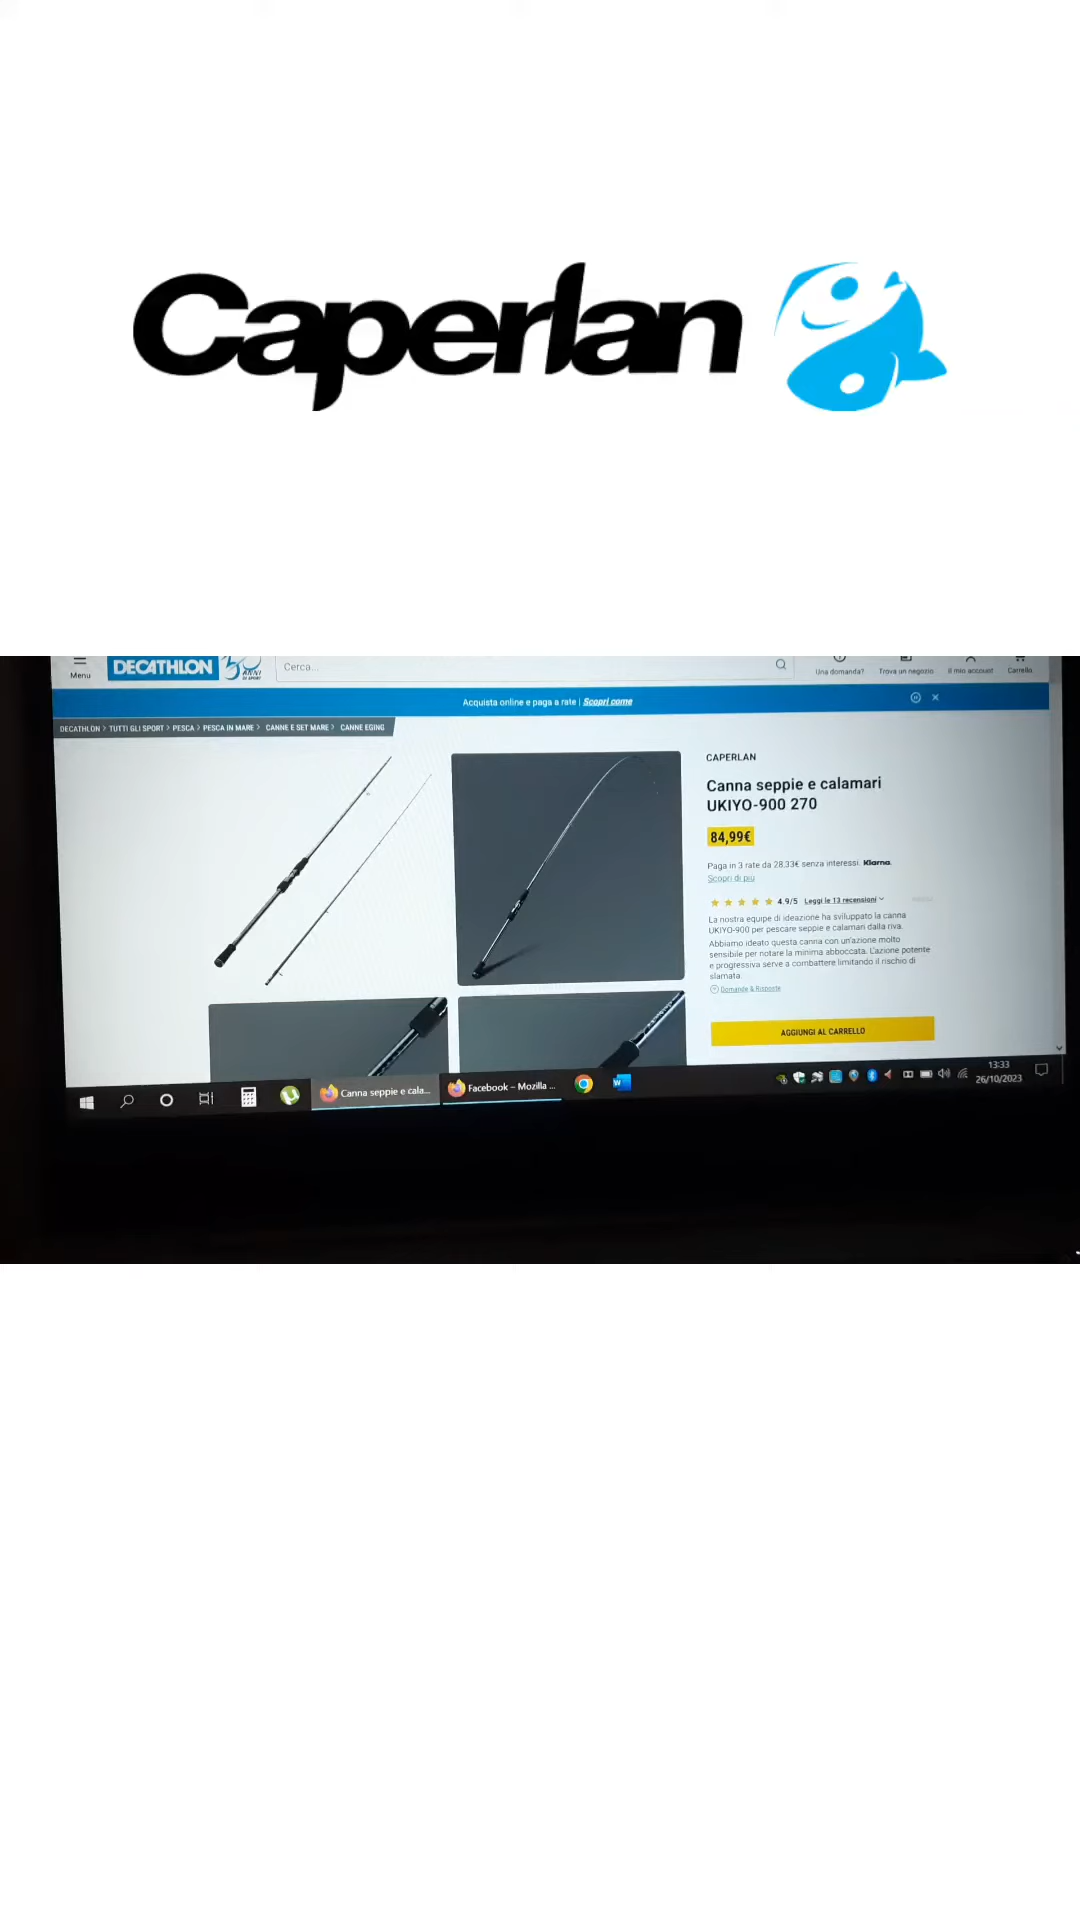 Caperlan
Menu
DECATHLON
ANNI
DI SPORT
Cerca...
Una domanda?
Trova un negozio
Il mio account
Carrello
Acquista online e paga a rate | Scopri come
DECATHLON > TUTTI GLI SPORT > PESCA > PESCA IN MARE > CANNE E SET MARE > CANNE EGING
CAPERLAN
Canna seppie e calamari
UKIYO-900 270
84,99€
Paga in 3 rate da 28,33€ senza interessi. Klarna.
Scopri di più
4.9/5 Leggi le 13 recensioni
La nostra equipe di ideazione ha sviluppato la canna
UKIYO-900 per pescare seppie e calamari dalla riva.
Abbiamo ideato questa canna con un'azione molto
sensibile per notare la minima abboccata. L'azione potente
e progressiva serve a combattere limitando il rischio di
slamata.
Domande & Risposte
AGGIUNGI AL CARRELLO
Canna seppie e cala...
Facebook – Mozilla ...
13:33
26/10/2023